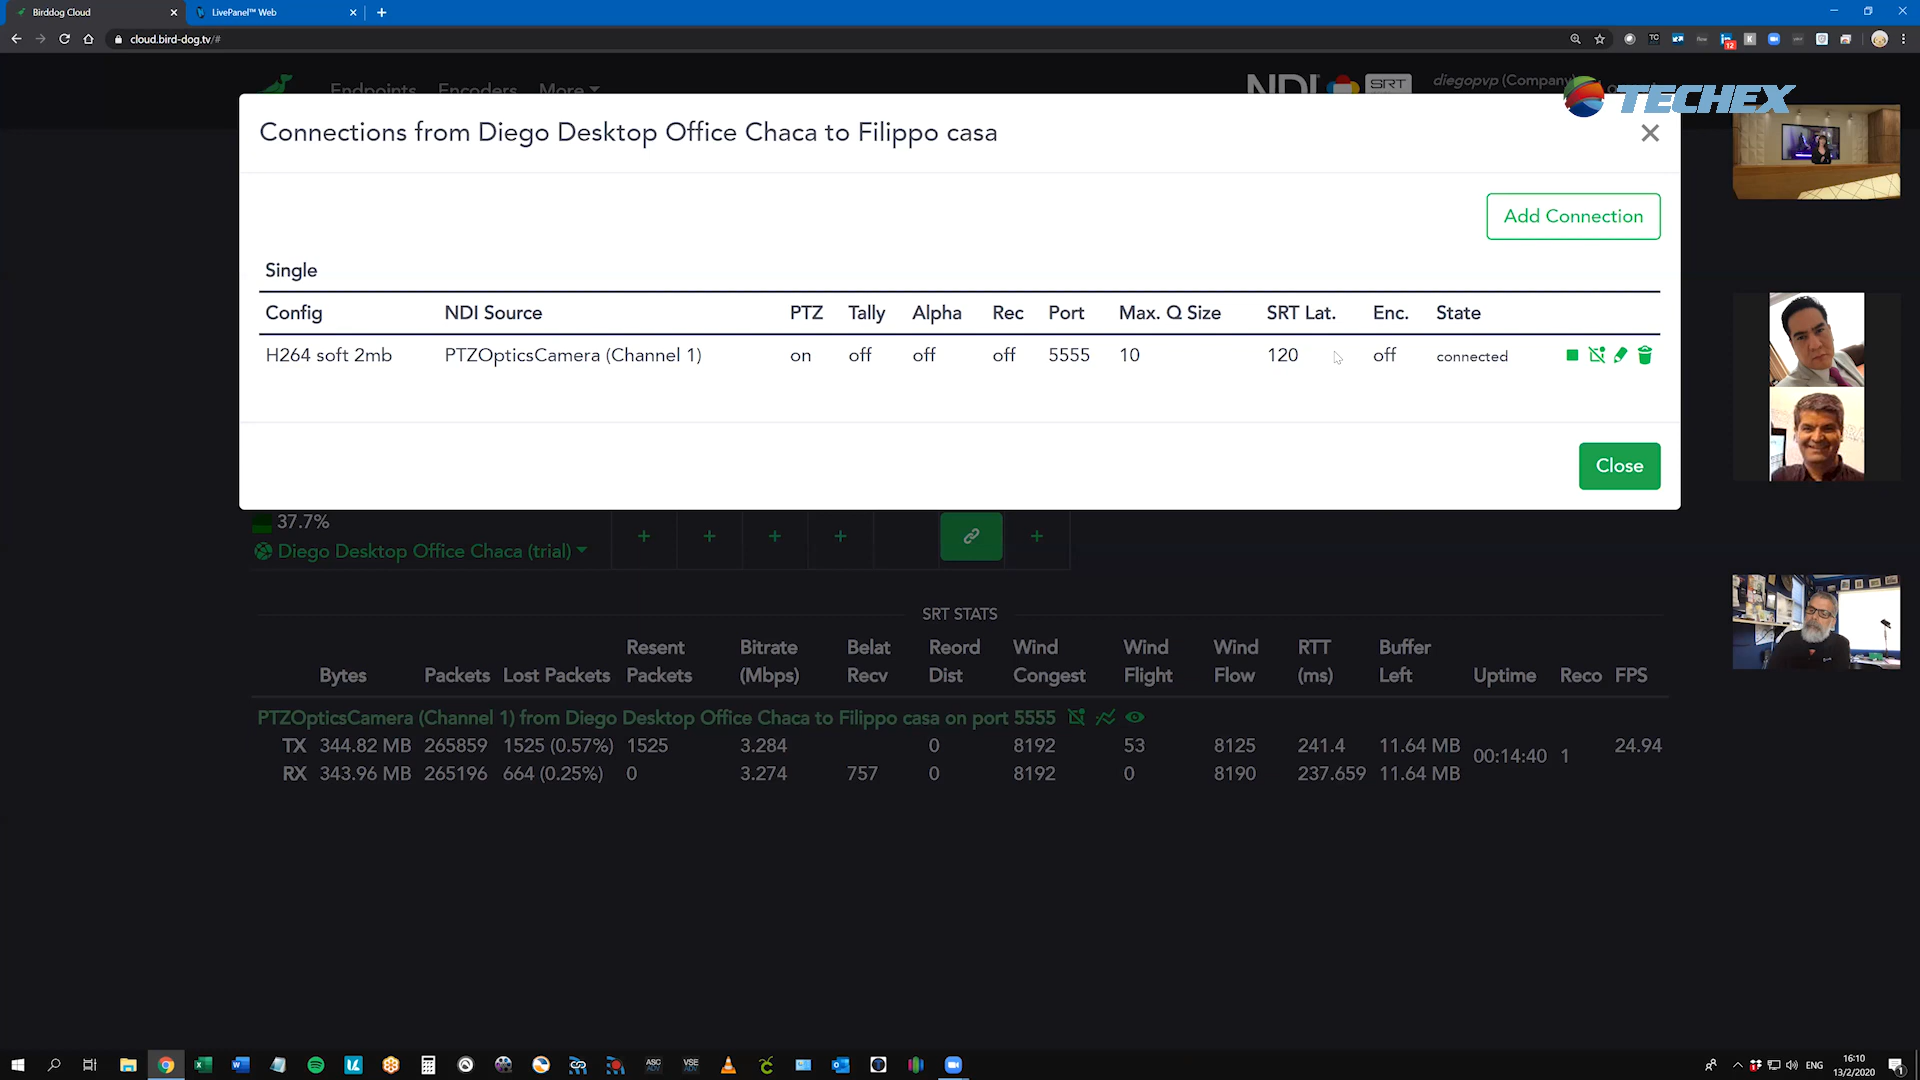 Birddog Cloud
LivePanel™ Web
cloud.bird-dog.tv/#
Endpoints Encoders More
NDI SRT diegopvp (Company)
TECHEX
Connections from Diego Desktop Office Chaca to Filippo casa
Add Connection
Single
Config NDI Source PTZ Tally Alpha Rec Port Max. Q Size SRT Lat. Enc. State
H264 soft 2mb PTZOpticsCamera (Channel 1) on off off off 5555 10 120 off connected
Close
37.7%
Diego Desktop Office Chaca (trial)
+ + + + +
SRT STATS
Bytes Packets Lost Packets Resent Packets Bitrate (Mbps) Belat Recv Reord Dist Wind Congest Wind Flight Wind Flow RTT (ms) Buffer Left Uptime Reco FPS
PTZOpticsCamera (Channel 1) from Diego Desktop Office Chaca to Filippo casa on port 5555
TX 344.82 MB 265859 1525 (0.57%) 1525 3.284 0 8192 53 8125 241.4 11.64 MB 00:14:40 1 24.94
RX 343.96 MB 265196 664 (0.25%) 0 3.274 757 0 8192 0 8190 237.659 11.64 MB
ENG
16:10
13/2/2020